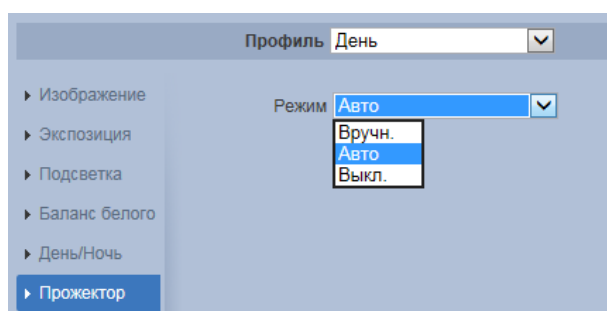 Профиль День
Изображение
Режим Авто
Вручн.
Экспозиция
Авто
Подсветка
Выкл.
Баланс белого
День/Ночь
Прожектор